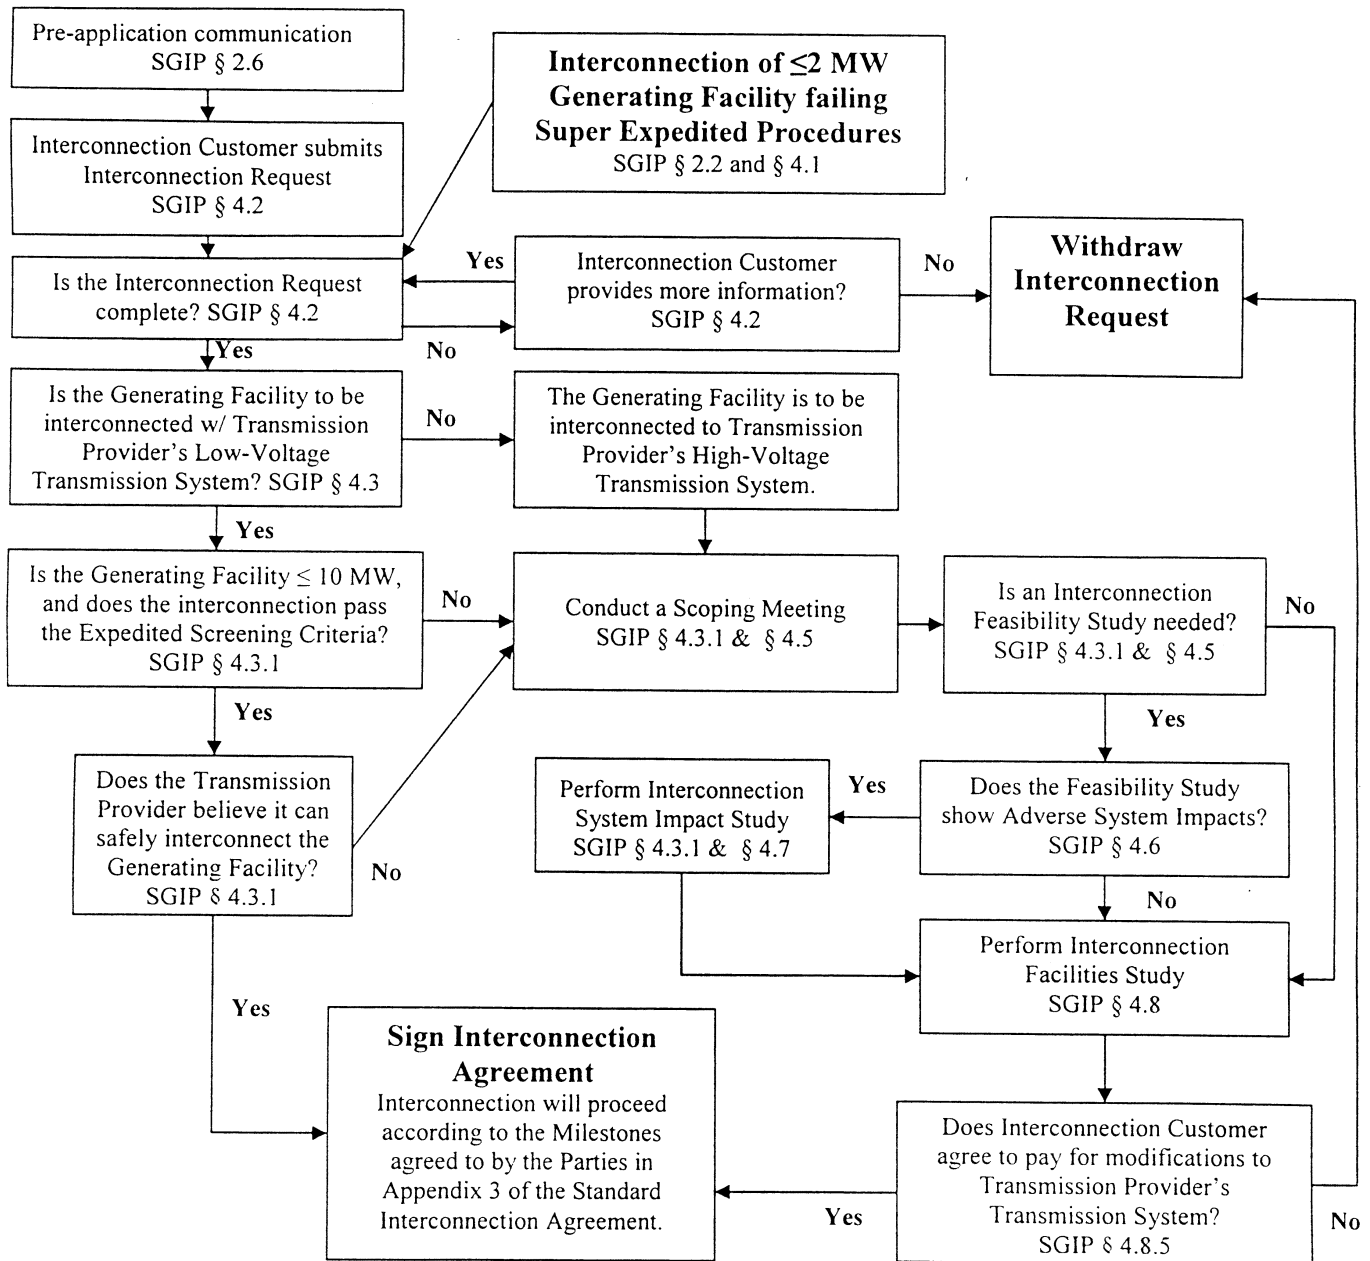 Pre-application communication
SGIP § 2.6
Interconnection of ≤2 MW
Generating Facility failing
Super Expedited Procedures
SGIP § 2.2 and § 4.1
Interconnection Customer submits
Interconnection Request
SGIP § 4.2
Is the Interconnection Request
complete? SGIP § 4.2
Yes
No
Interconnection Customer
provides more information?
SGIP § 4.2
No
Withdraw
Interconnection
Request
Yes
Is the Generating Facility to be
interconnected w/ Transmission
Provider's Low-Voltage
Transmission System? SGIP § 4.3
No
The Generating Facility is to be
interconnected to Transmission
Provider's High-Voltage
Transmission System.
Yes
Is the Generating Facility ≤ 10 MW,
and does the interconnection pass
the Expedited Screening Criteria?
SGIP § 4.3.1
No
Conduct a Scoping Meeting
SGIP § 4.3.1 & § 4.5
Is an Interconnection
Feasibility Study needed?
SGIP § 4.3.1 & § 4.5
No
Yes
Yes
Does the Transmission
Provider believe it can
safely interconnect the
Generating Facility?
SGIP § 4.3.1
No
Perform Interconnection
System Impact Study
SGIP § 4.3.1 & § 4.7
Yes
Does the Feasibility Study
show Adverse System Impacts?
SGIP § 4.6
No
Perform Interconnection
Facilities Study
SGIP § 4.8
Yes
Sign Interconnection
Agreement
Interconnection will proceed
according to the Milestones
agreed to by the Parties in
Appendix 3 of the Standard
Interconnection Agreement.
Yes
Does Interconnection Customer
agree to pay for modifications to
Transmission Provider's
Transmission System?
SGIP § 4.8.5
No